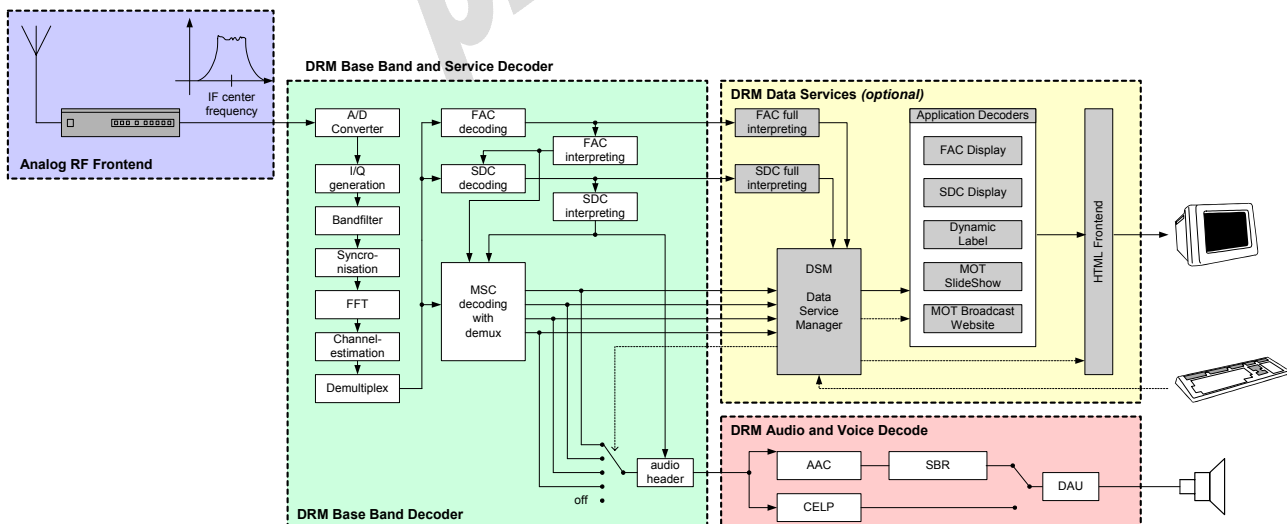 IF center
frequency
Analog RF Frontend
DRM Base Band and Service Decoder
A/D
Converter
I/Q
generation
Bandfilter
Syncro-
nisation
FFT
Channel-
estimation
Demultiplex
FAC
decoding
FAC
interpreting
SDC
decoding
SDC
interpreting
MSC
decoding
with
demux
off
audio
header
DRM Base Band Decoder
DRM Data Services (optional)
FAC full
interpreting
SDC full
interpreting
DSM
Data
Service
Manager
Application Decoders
FAC Display
SDC Display
Dynamic
Label
MOT
SlideShow
MOT Broadcast
Website
HTML Frontend
DRM Audio and Voice Decode
AAC
SBR
CELP
DAU